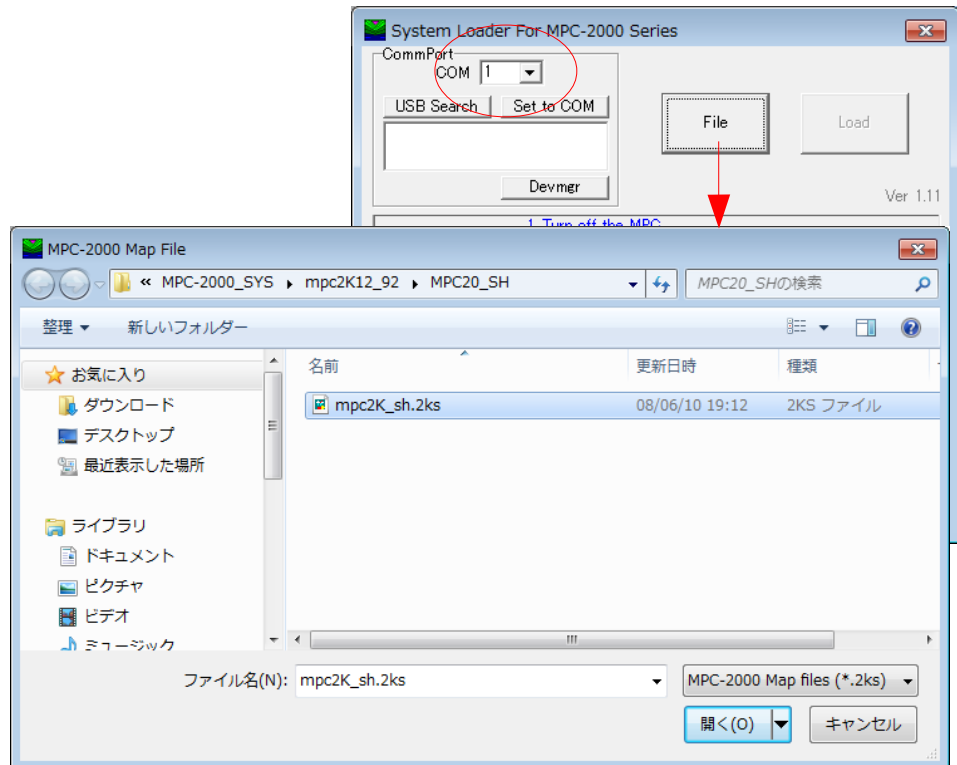 System Loader For MPC-2000 Series
CommPort
COM 1
USB Search Set to COM
File
Load
Devmgr
Ver 1.11
1. Turn off the MPC
MPC-2000 Map File
« MPC-2000_SYS mpc2K12_92 MPC20_SH
MPC20_SHの検索
整理 新しいフォルダー
名前 更新日時 種類
お気に入り
mpc2K_sh.2ks 08/06/10 19:12 2KS ファイル
ダウンロード
デスクトップ
最近表示した場所
ライブラリ
ドキュメント
ピクチャ
ビデオ
ミュージック
ファイル名(N): mpc2K_sh.2ks MPC-2000 Map files (*.2ks)
開く(O) キャンセル